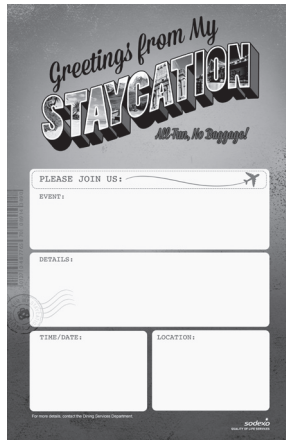 Greetings from My
STAYCATION
All Fun, No Baggage!
PLEASE JOIN US:
EVENT:
DETAILS:
TIME/DATE:
LOCATION:
For more details, contact the Dining Services Department.
sodexo
QUALITY OF LIFE SERVICES